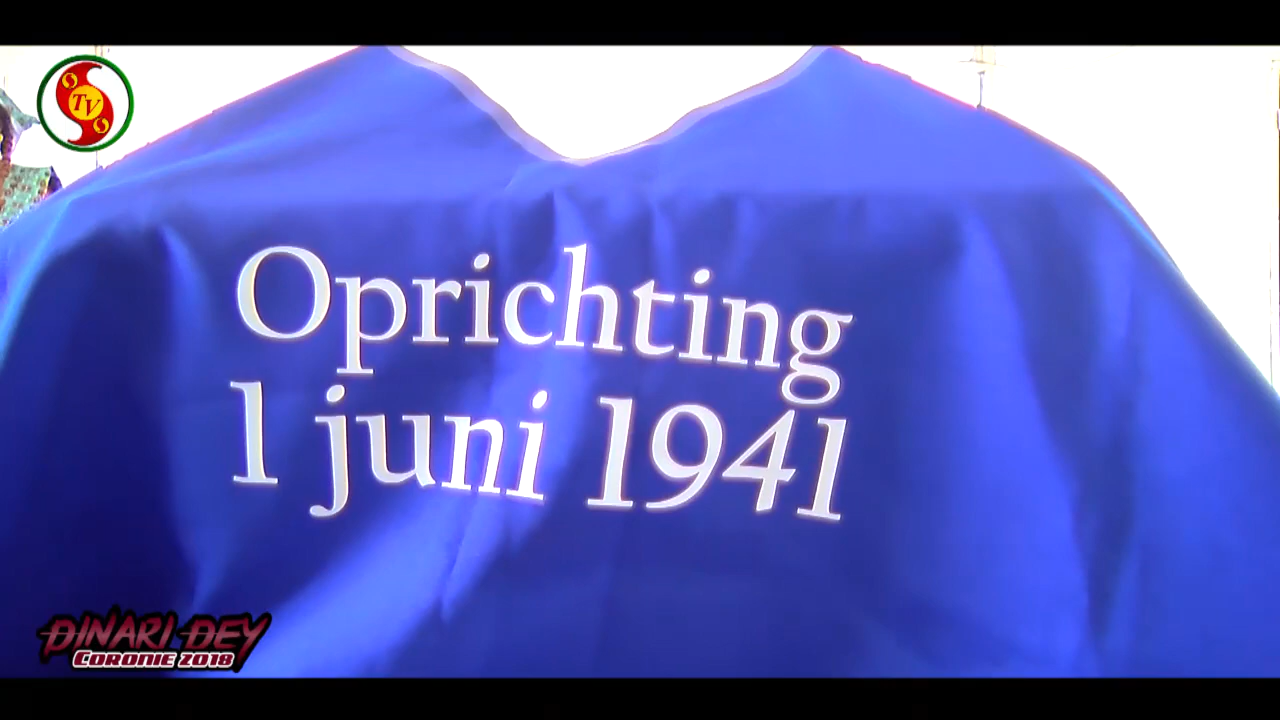 TV
Oprichting
1 juni 1941
DINARI DEY
CORONIE 2018